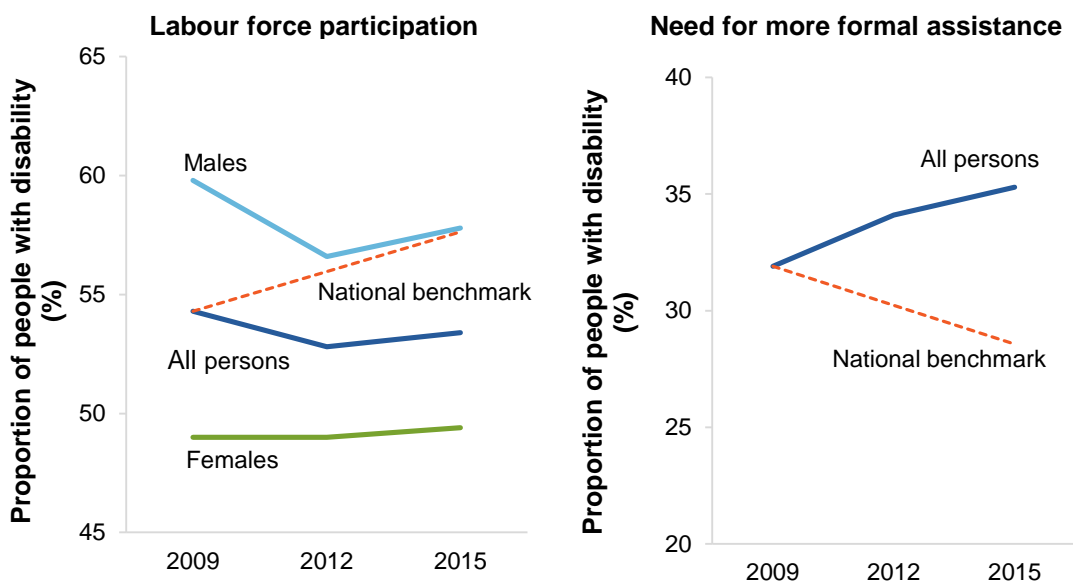 Labour force participation
Proportion of people with disability
(%)
65
60
55
50
45
Males
National benchmark
All persons
Females
2009 2012 2015
Need for more formal assistance
Proportion of people with disability
(%)
40
35
30
25
20
All persons
National benchmark
2009 2012 2015